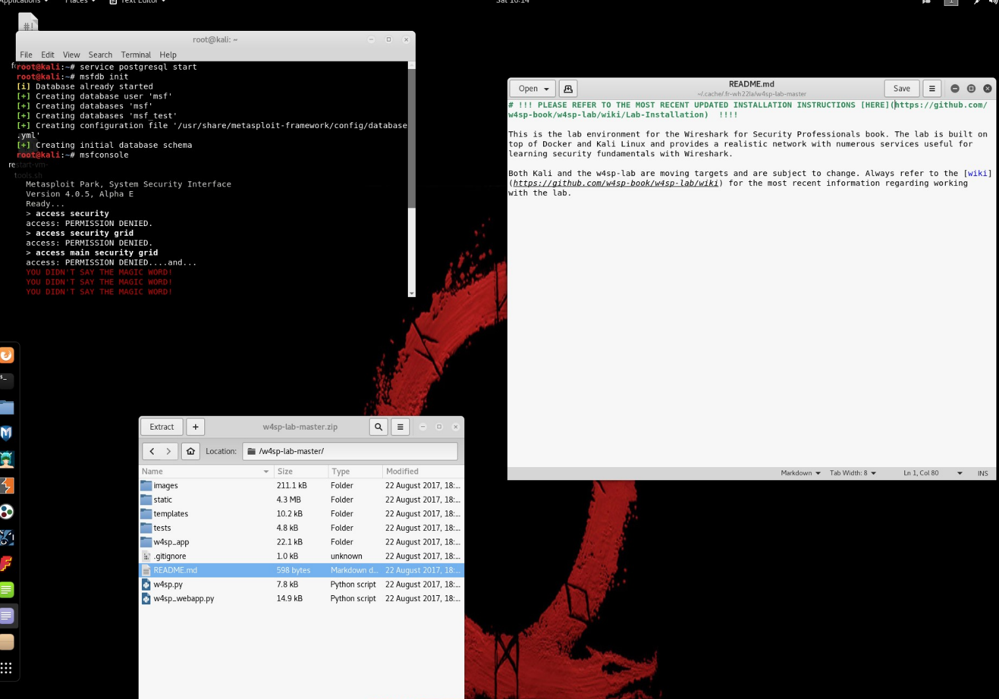 Applications
Places
Text Editor
Sat 10:14
1
#!
root@kali: ~
File Edit View Search Terminal Help
root@kali:~# service postgresql start
root@kali:~# msfdb init
[i] Database already started
[+] Creating database user 'msf'
[+] Creating databases 'msf'
[+] Creating databases 'msf_test'
[+] Creating configuration file '/usr/share/metasploit-framework/config/database
.yml'
[+] Creating initial database schema
root@kali:~# msfconsole
restart-vm-
tools.sh
Metasploit Park, System Security Interface
Version 4.0.5, Alpha E
Ready...
> access security
access: PERMISSION DENIED.
> access security grid
access: PERMISSION DENIED.
> access main security grid
access: PERMISSION DENIED....and...
YOU DIDN'T SAY THE MAGIC WORD!
YOU DIDN'T SAY THE MAGIC WORD!
YOU DIDN'T SAY THE MAGIC WORD!
Open
README.md
~/.cache/.fr-wh22la/w4sp-lab-master
Save
# !!! PLEASE REFER TO THE MOST RECENT UPDATED INSTALLATION INSTRUCTIONS [HERE](https://github.com/
w4sp-book/w4sp-lab/wiki/Lab-Installation)  !!!!
This is the lab environment for the Wireshark for Security Professionals book. The lab is built on
top of Docker and Kali Linux and provides a realistic network with numerous services useful for
learning security fundamentals with Wireshark.
Both Kali and the w4sp-lab are moving targets and are subject to change. Always refer to the [wiki]
(https://github.com/w4sp-book/w4sp-lab/wiki) for the most recent information regarding working
with the lab.
Markdown Tab Width: 8 Ln 1, Col 80 INS
Extract + w4sp-lab-master.zip
Location: /w4sp-lab-master/
Name Size Type Modified
images 211.1 kB Folder 22 August 2017, 18:...
static 4.3 MB Folder 22 August 2017, 18:...
templates 10.2 kB Folder 22 August 2017, 18:...
tests 4.8 kB Folder 22 August 2017, 18:...
w4sp_app 22.1 kB Folder 22 August 2017, 18:...
.gitignore 1.0 kB unknown 22 August 2017, 18:...
README.md 598 bytes Markdown d... 22 August 2017, 18:...
w4sp.py 7.8 kB Python script 22 August 2017, 18:...
w4sp_webapp.py 14.9 kB Python script 22 August 2017, 18:...